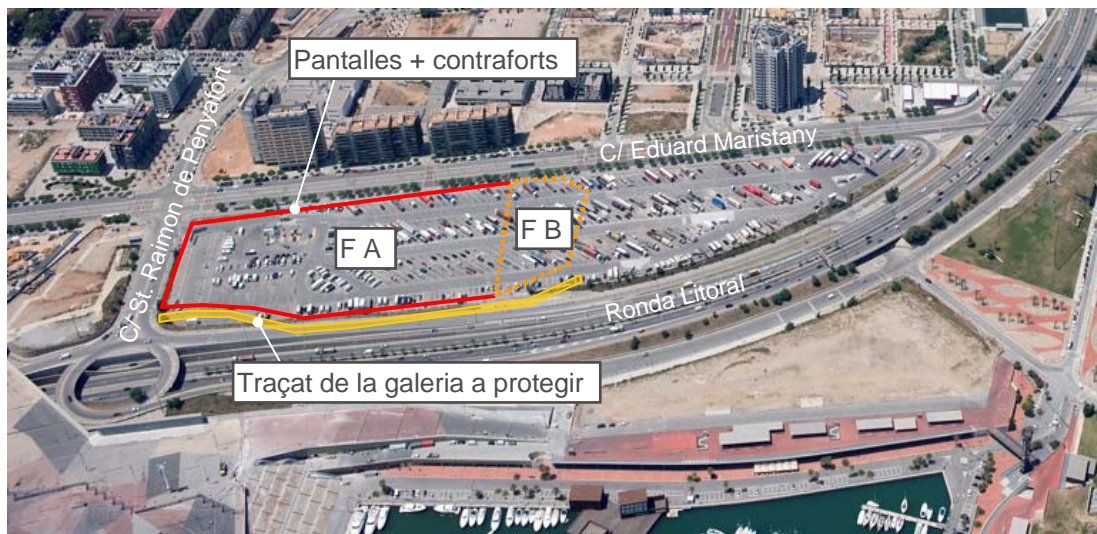 Pantalles + contraforts
C/ St. Raimon de Penyafort
C/ Eduard Maristany
F A
F B
Ronda Litoral
Traçat de la galeria a protegir